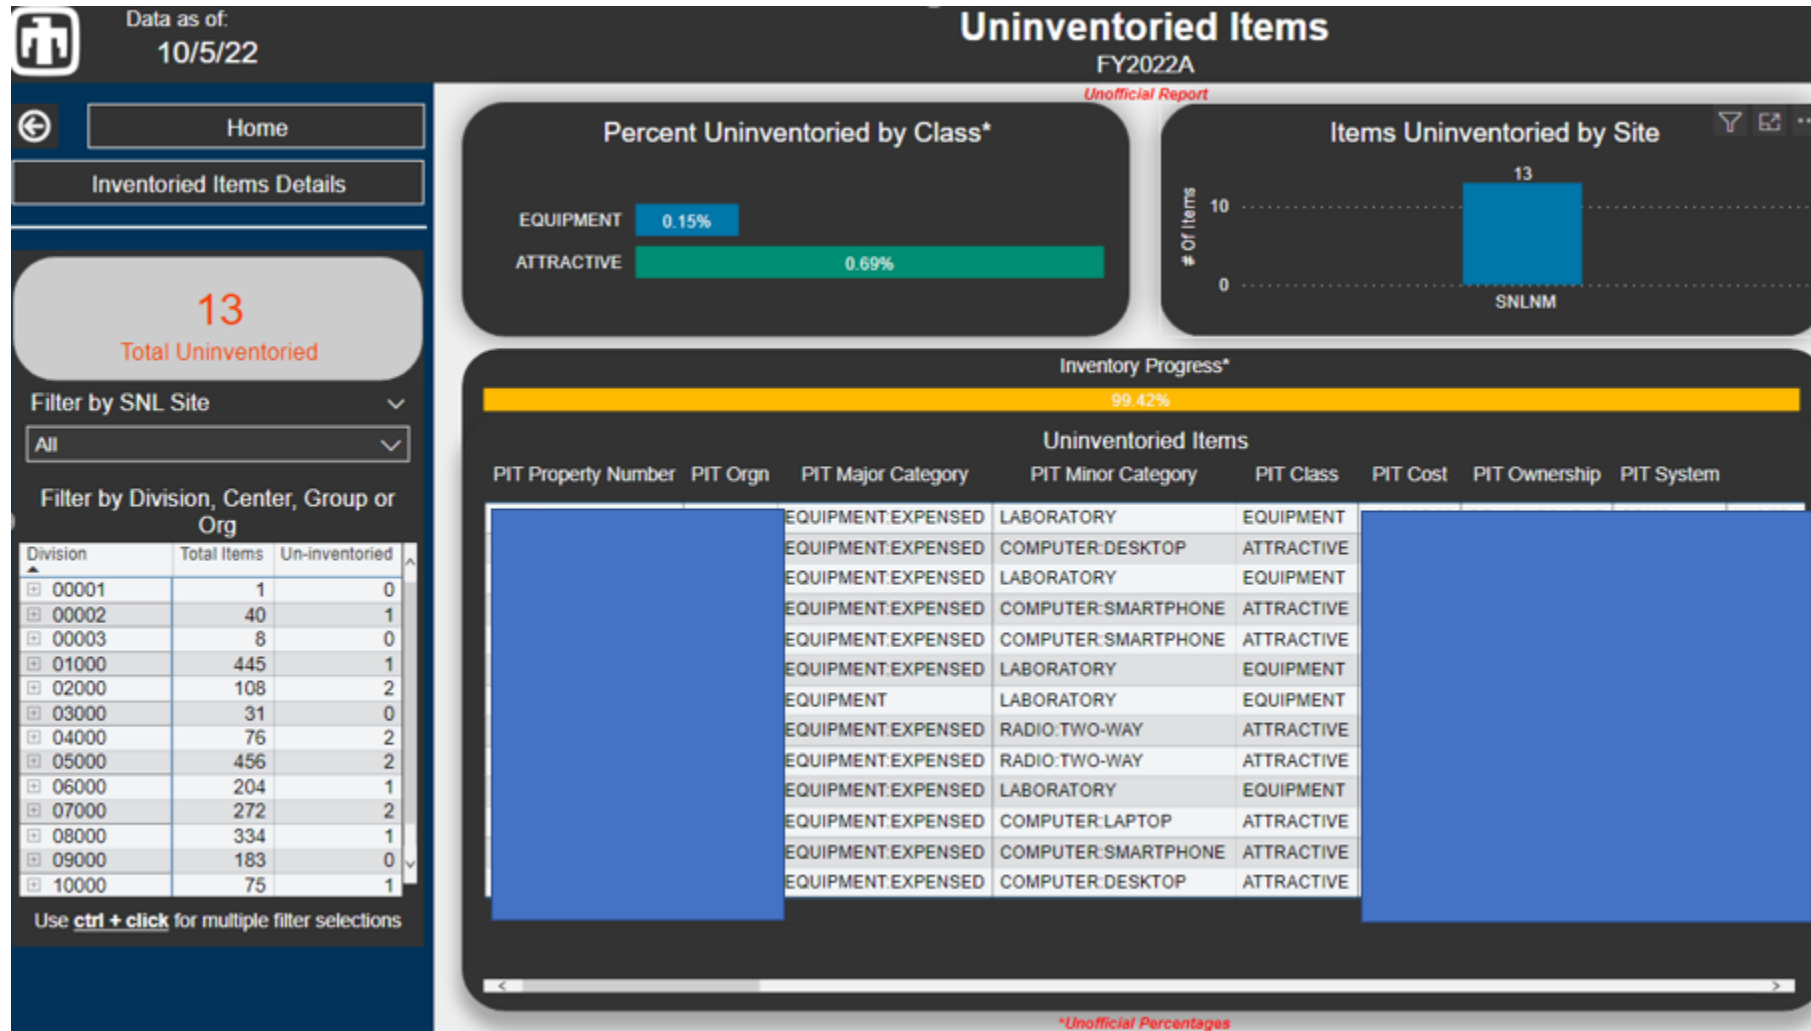 Data as of:
10/5/22
Uninventoried Items
FY2022A
Unofficial Report
Home
Inventoried Items Details
13
Total Uninventoried
Filter by SNL Site
All
Filter by Division, Center, Group or
Org
Division Total Items Un-inventoried
00001 1 0
00002 40 1
00003 8 0
01000 445 1
02000 108 2
03000 31 0
04000 76 2
05000 456 2
06000 204 1
07000 272 2
08000 334 1
09000 183 0
10000 75 1
Use ctrl + click for multiple filter selections
Percent Uninventoried by Class*
EQUIPMENT 0.15%
ATTRACTIVE 0.69%
Items Uninventoried by Site
# Of Items
13
10
0
SNLNM
Inventory Progress*
99.42%
Uninventoried Items
PIT Property Number PIT Orgn PIT Major Category PIT Minor Category PIT Class PIT Cost PIT Ownership PIT System
EQUIPMENT:EXPENSED LABORATORY EQUIPMENT
EQUIPMENT:EXPENSED COMPUTER:DESKTOP ATTRACTIVE
EQUIPMENT:EXPENSED LABORATORY EQUIPMENT
EQUIPMENT:EXPENSED COMPUTER:SMARTPHONE ATTRACTIVE
EQUIPMENT:EXPENSED COMPUTER:SMARTPHONE ATTRACTIVE
EQUIPMENT:EXPENSED LABORATORY EQUIPMENT
EQUIPMENT LABORATORY EQUIPMENT
EQUIPMENT:EXPENSED RADIO:TWO-WAY ATTRACTIVE
EQUIPMENT:EXPENSED RADIO:TWO-WAY ATTRACTIVE
EQUIPMENT:EXPENSED LABORATORY EQUIPMENT
EQUIPMENT:EXPENSED COMPUTER:LAPTOP ATTRACTIVE
EQUIPMENT:EXPENSED COMPUTER:SMARTPHONE ATTRACTIVE
EQUIPMENT:EXPENSED COMPUTER:DESKTOP ATTRACTIVE
*Unofficial Percentages